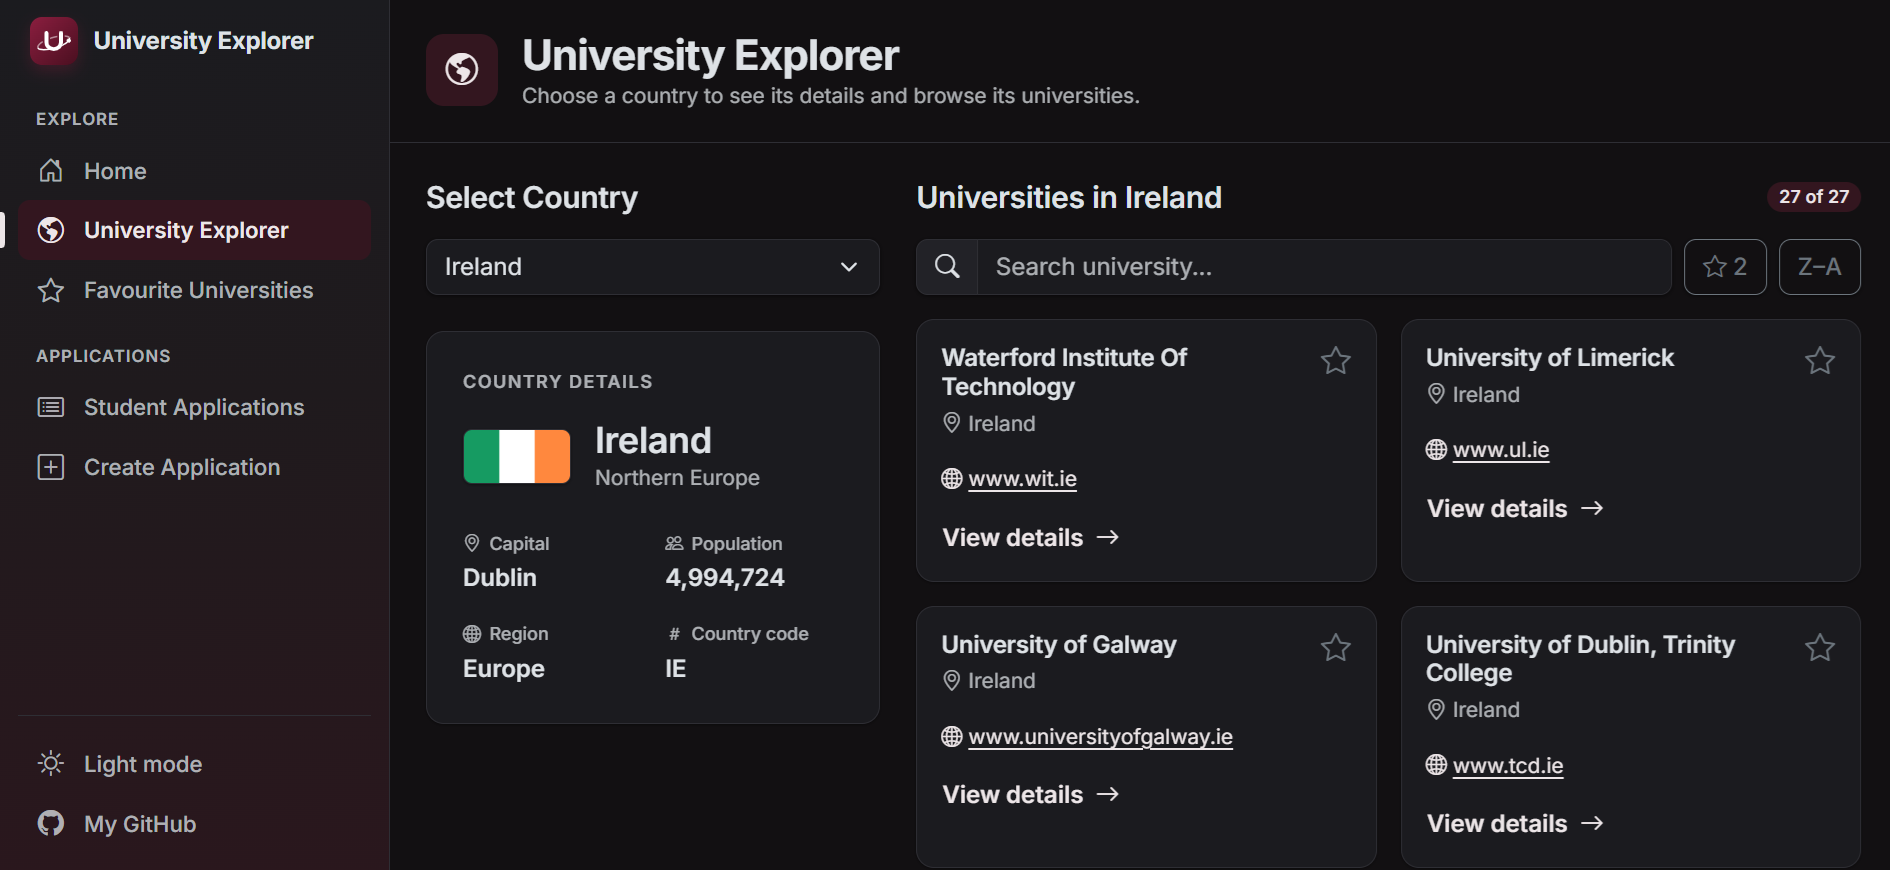 University Explorer
EXPLORE
Home
University Explorer
Favourite Universities
APPLICATIONS
Student Applications
Create Application
Light mode
My GitHub
University Explorer
Choose a country to see its details and browse its universities.
Select Country
Ireland
COUNTRY DETAILS
Ireland
Northern Europe
Capital
Dublin
Population
4,994,724
Region
Europe
# Country code
IE
Universities in Ireland
27 of 27
Search university...
2
Z–A
Waterford Institute Of
Technology
Ireland
www.wit.ie
View details →
University of Limerick
Ireland
www.ul.ie
View details →
University of Galway
Ireland
www.universityofgalway.ie
View details →
University of Dublin, Trinity
College
Ireland
www.tcd.ie
View details →